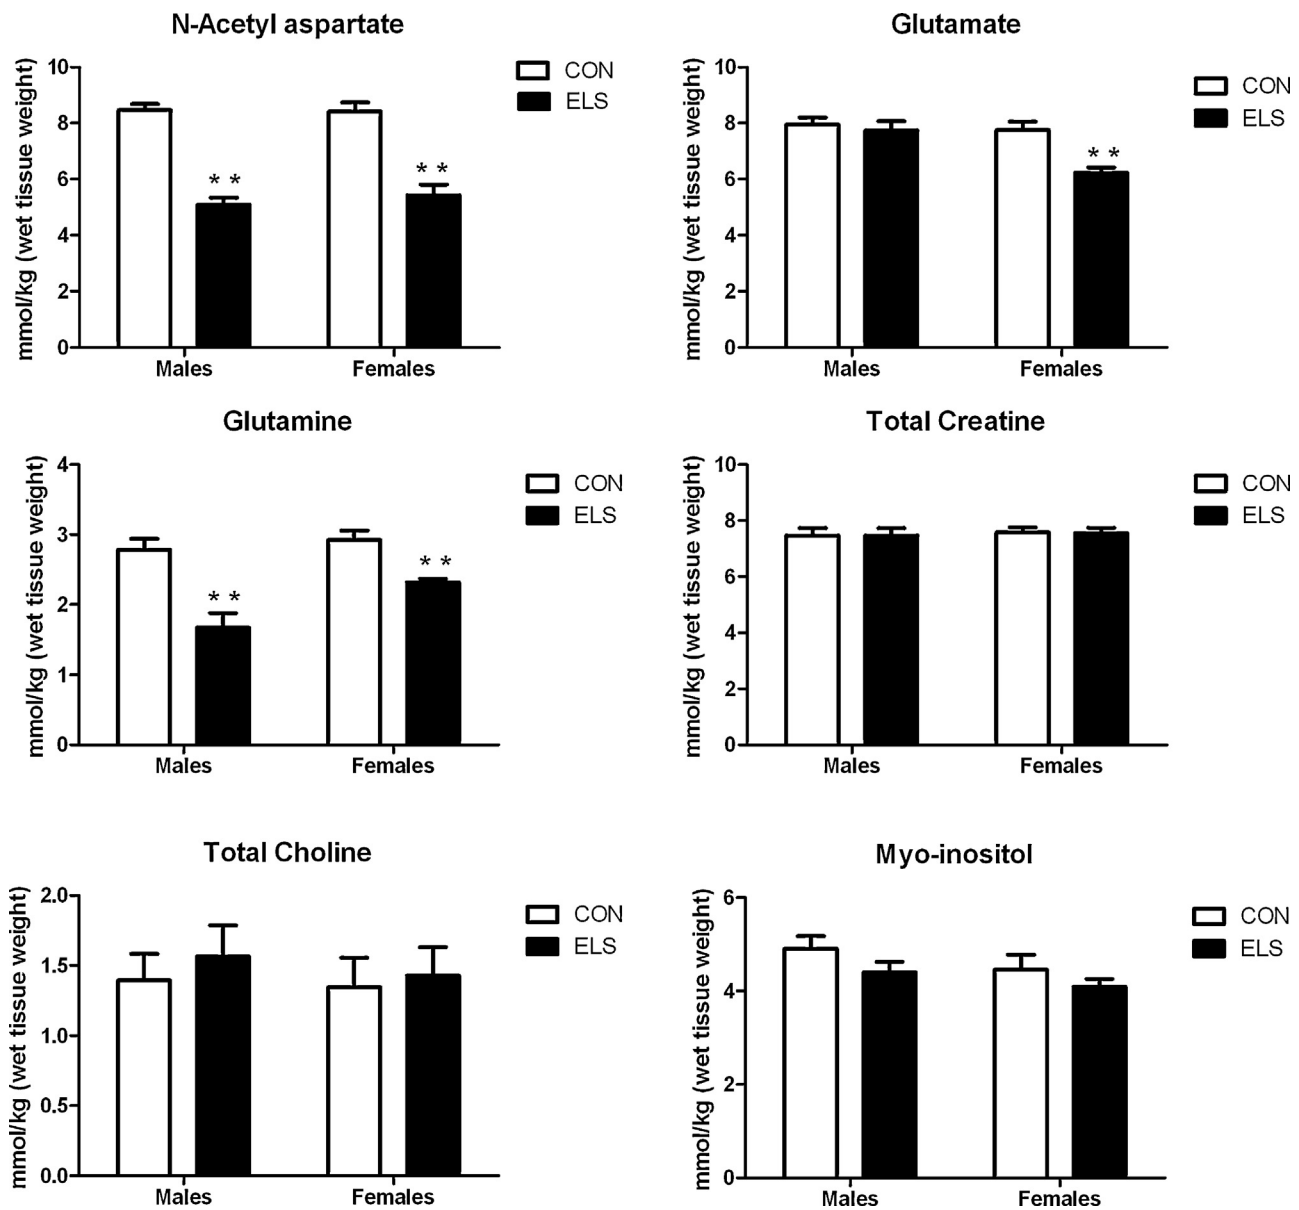 N-Acetyl aspartate
mmol/kg (wet tissue weight)
10
8
6
4
2
0
* *
* *
Males
Females
CON
ELS
Glutamate
mmol/kg (wet tissue weight)
10
8
6
4
2
0
* *
Males
Females
CON
ELS
Glutamine
mmol/kg (wet tissue weight)
4
3
2
1
0
* *
* *
Males
Females
CON
ELS
Total Creatine
mmol/kg (wet tissue weight)
10
8
6
4
2
0
Males
Females
CON
ELS
Total Choline
mmol/kg (wet tissue weight)
2.0
1.5
1.0
0.5
0.0
Males
Females
CON
ELS
Myo-inositol
mmol/kg (wet tissue weight)
6
4
2
0
Males
Females
CON
ELS